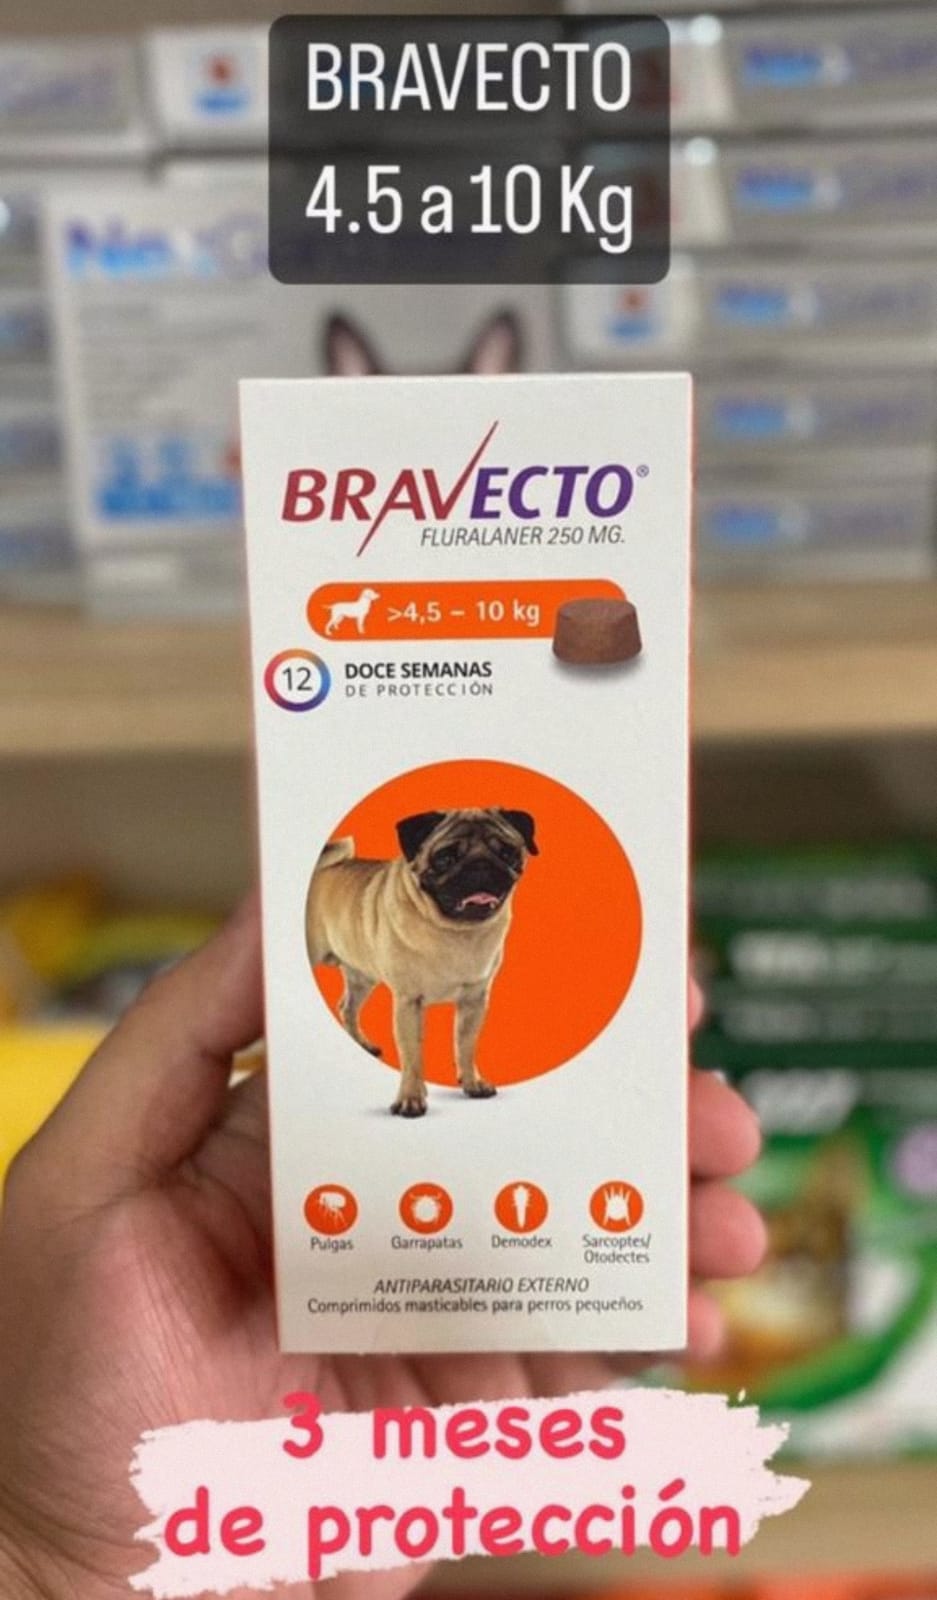 BRAVECTO
4.5 a 10 Kg
BRAVECTO®
FLURALANER 250 MG.
>4,5 – 10 kg
12
DOCE SEMANAS
DE PROTECCIÓN
Pulgas
Garrapatas
Demodex
Sarcoptes/
Otodectes
ANTIPARASITARIO EXTERNO
Comprimidos masticables para perros pequeños
3 meses
de protección